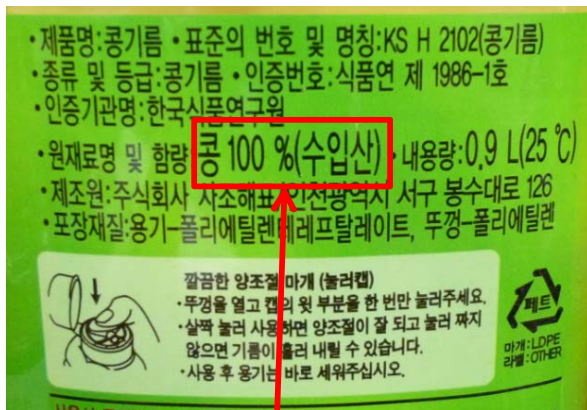 ·제품명:콩기름 ·표준의 번호 및 명칭:KS H 2102(콩기름)
·종류 및 등급:콩기름 ·인증번호:식품연 제 1986-1호
·인증기관명:한국식품연구원
·원재료명 및 함량:콩 100 %(수입산) ·내용량:0.9 L(25 ℃)
·제조원:주식회사 사조해표/인천광역시 서구 봉수대로 126
·포장재질:용기-폴리에틸렌테레프탈레이트, 뚜껑-폴리에틸렌
깔끔한 양조절 마개 (눌러캡)
·뚜껑을 열고 캡의 윗 부분을 한 번만 눌러주세요.
·살짝 눌러 사용하면 양조절이 잘 되고 눌러 짜지
않으면 기름이 흘러 내릴 수 있습니다.
·사용 후 용기는 바로 세워주십시오.
페트
마개:LDPE
라벨:OTHER